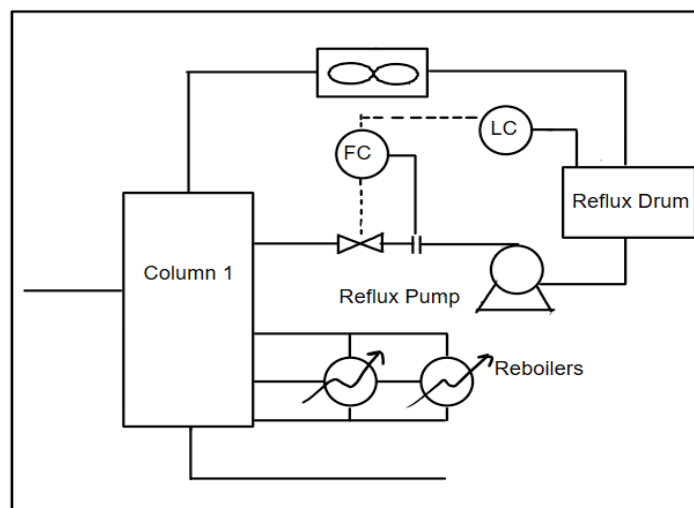 LC
FC
Reflux Drum
Column 1
Reflux Pump
Reboilers